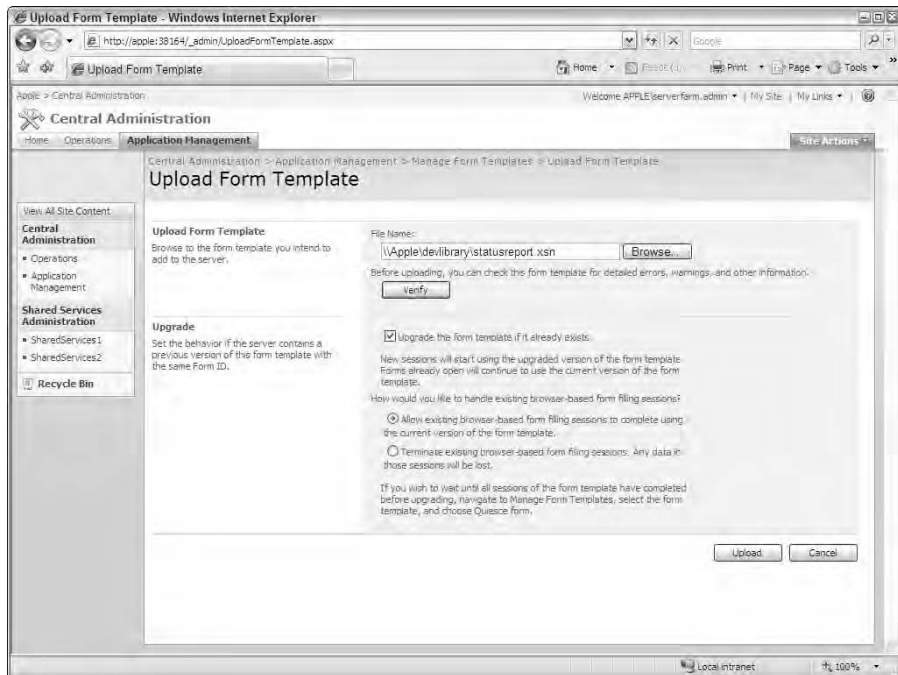 Upload Form Template - Windows Internet Explorer
http://apple:38164/_admin/UploadFormTemplate.aspx
Google
Upload Form Template
Home
Feeds (1)
Print
Page
Tools
Apple > Central Administration
Welcome APPLE\serverfarm.admin
My Site
My Links
Central Administration
Home
Operations
Application Management
Site Actions
Central Administration > Application Management > Manage Form Templates > Upload Form Template
Upload Form Template
View All Site Content
Central
Administration
Operations
Application
Management
Shared Services
Administration
SharedServices1
SharedServices2
Recycle Bin
Upload Form Template
Browse to the form template you intend to
add to the server.
File Name:
\\Apple\devlibrary\statusreport.xsn
Browse...
Before uploading, you can check this form template for detailed errors, warnings, and other information.
Verify
Upgrade
Set the behavior if the server contains a
previous version of this form template with
the same Form ID.
Upgrade the form template if it already exists.
New sessions will start using the upgraded version of the form template.
Forms already open will continue to use the current version of the form
template.
How would you like to handle existing browser-based form filling sessions?
Allow existing browser-based form filling sessions to complete using
the current version of the form template.
Terminate existing browser-based form filling sessions. Any data in
those sessions will be lost.
If you wish to wait until all sessions of the form template have completed
before upgrading, navigate to Manage Form Templates, select the form
template, and choose Quiesce form.
Upload
Cancel
Local intranet
100%